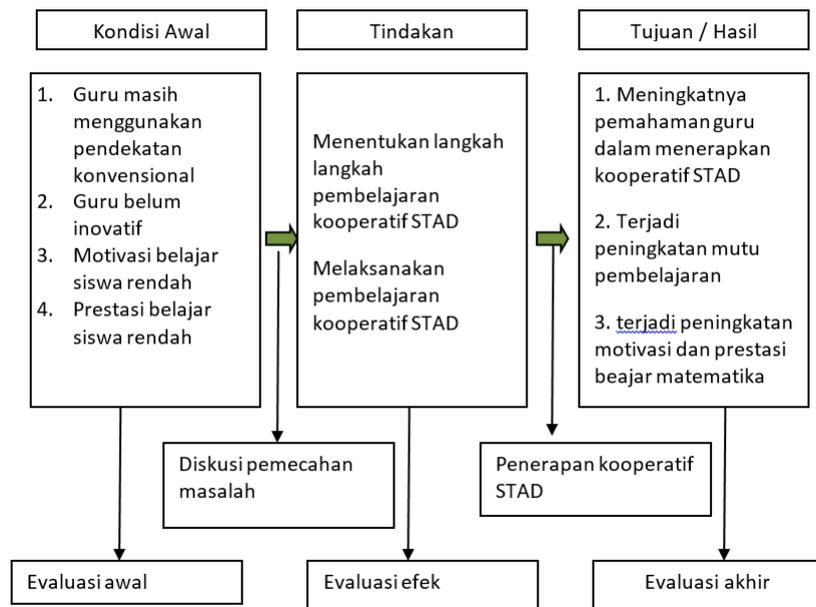 Kondisi Awal
Tindakan
Tujuan / Hasil
1. Guru masih
menggunakan
pendekatan
konvensional
2. Guru belum
inovatif
3. Motivasi belajar
siswa rendah
4. Prestasi belajar
siswa rendah
Menentukan langkah
langkah
pembelajaran
kooperatif STAD
Melaksanakan
pembelajaran
kooperatif STAD
1. Meningkatnya
pemahaman guru
dalam menerapkan
kooperatif STAD
2. Terjadi
peningkatan mutu
pembelajaran
3. terjadi peningkatan
motivasi dan prestasi
beajar matematika
Diskusi pemecahan
masalah
Penerapan kooperatif
STAD
Evaluasi awal
Evaluasi efek
Evaluasi akhir